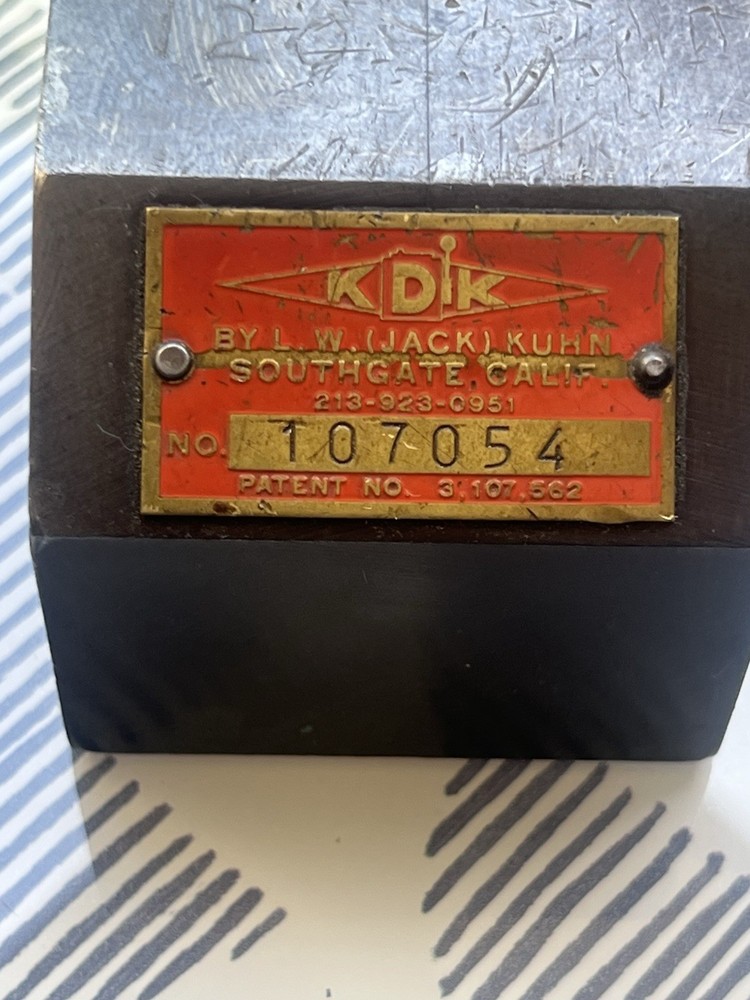 KDK
BY L. W. (JACK) KUHN
SOUTHGATE, CALIF.
213-923-0951
NO. 107054
PATENT NO. 3,107,562